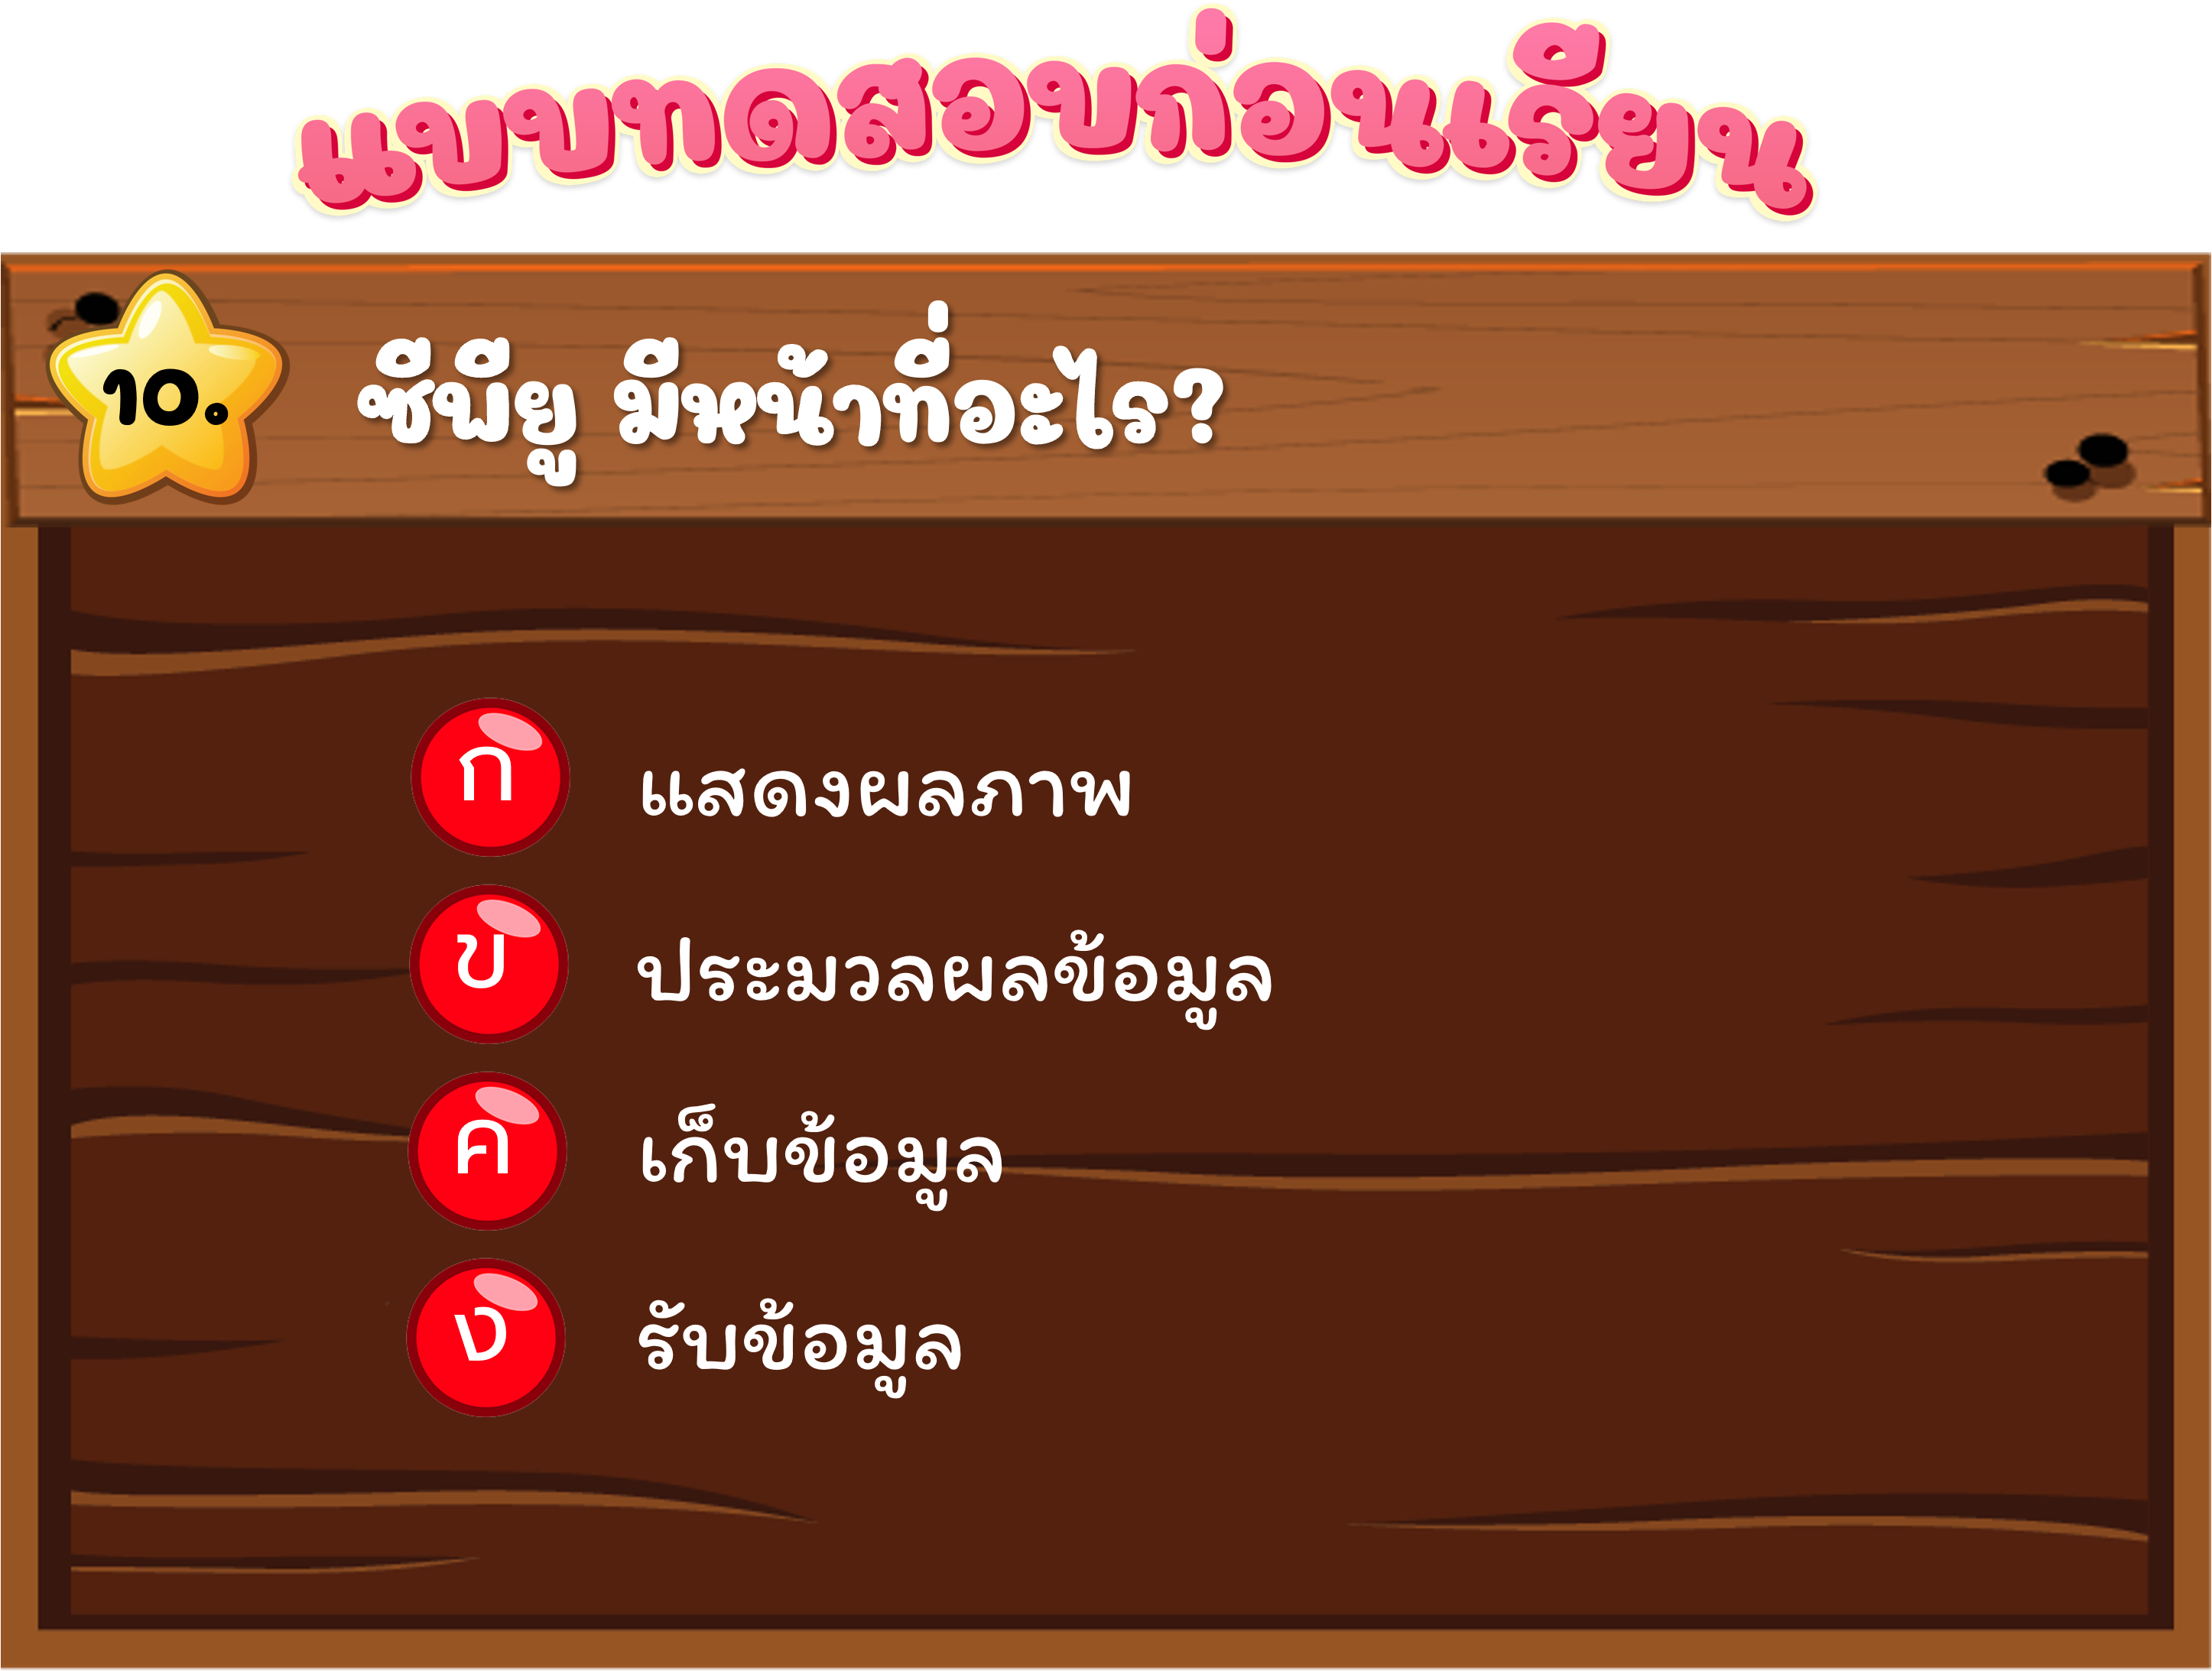 แบบทดสอบก่อนเรียน
10. ซีพียู มีหน้าที่อะไร?
ก แสดงผลภาพ
ข ประมวลผลข้อมูล
ค เก็บข้อมูล
ง รับข้อมูล